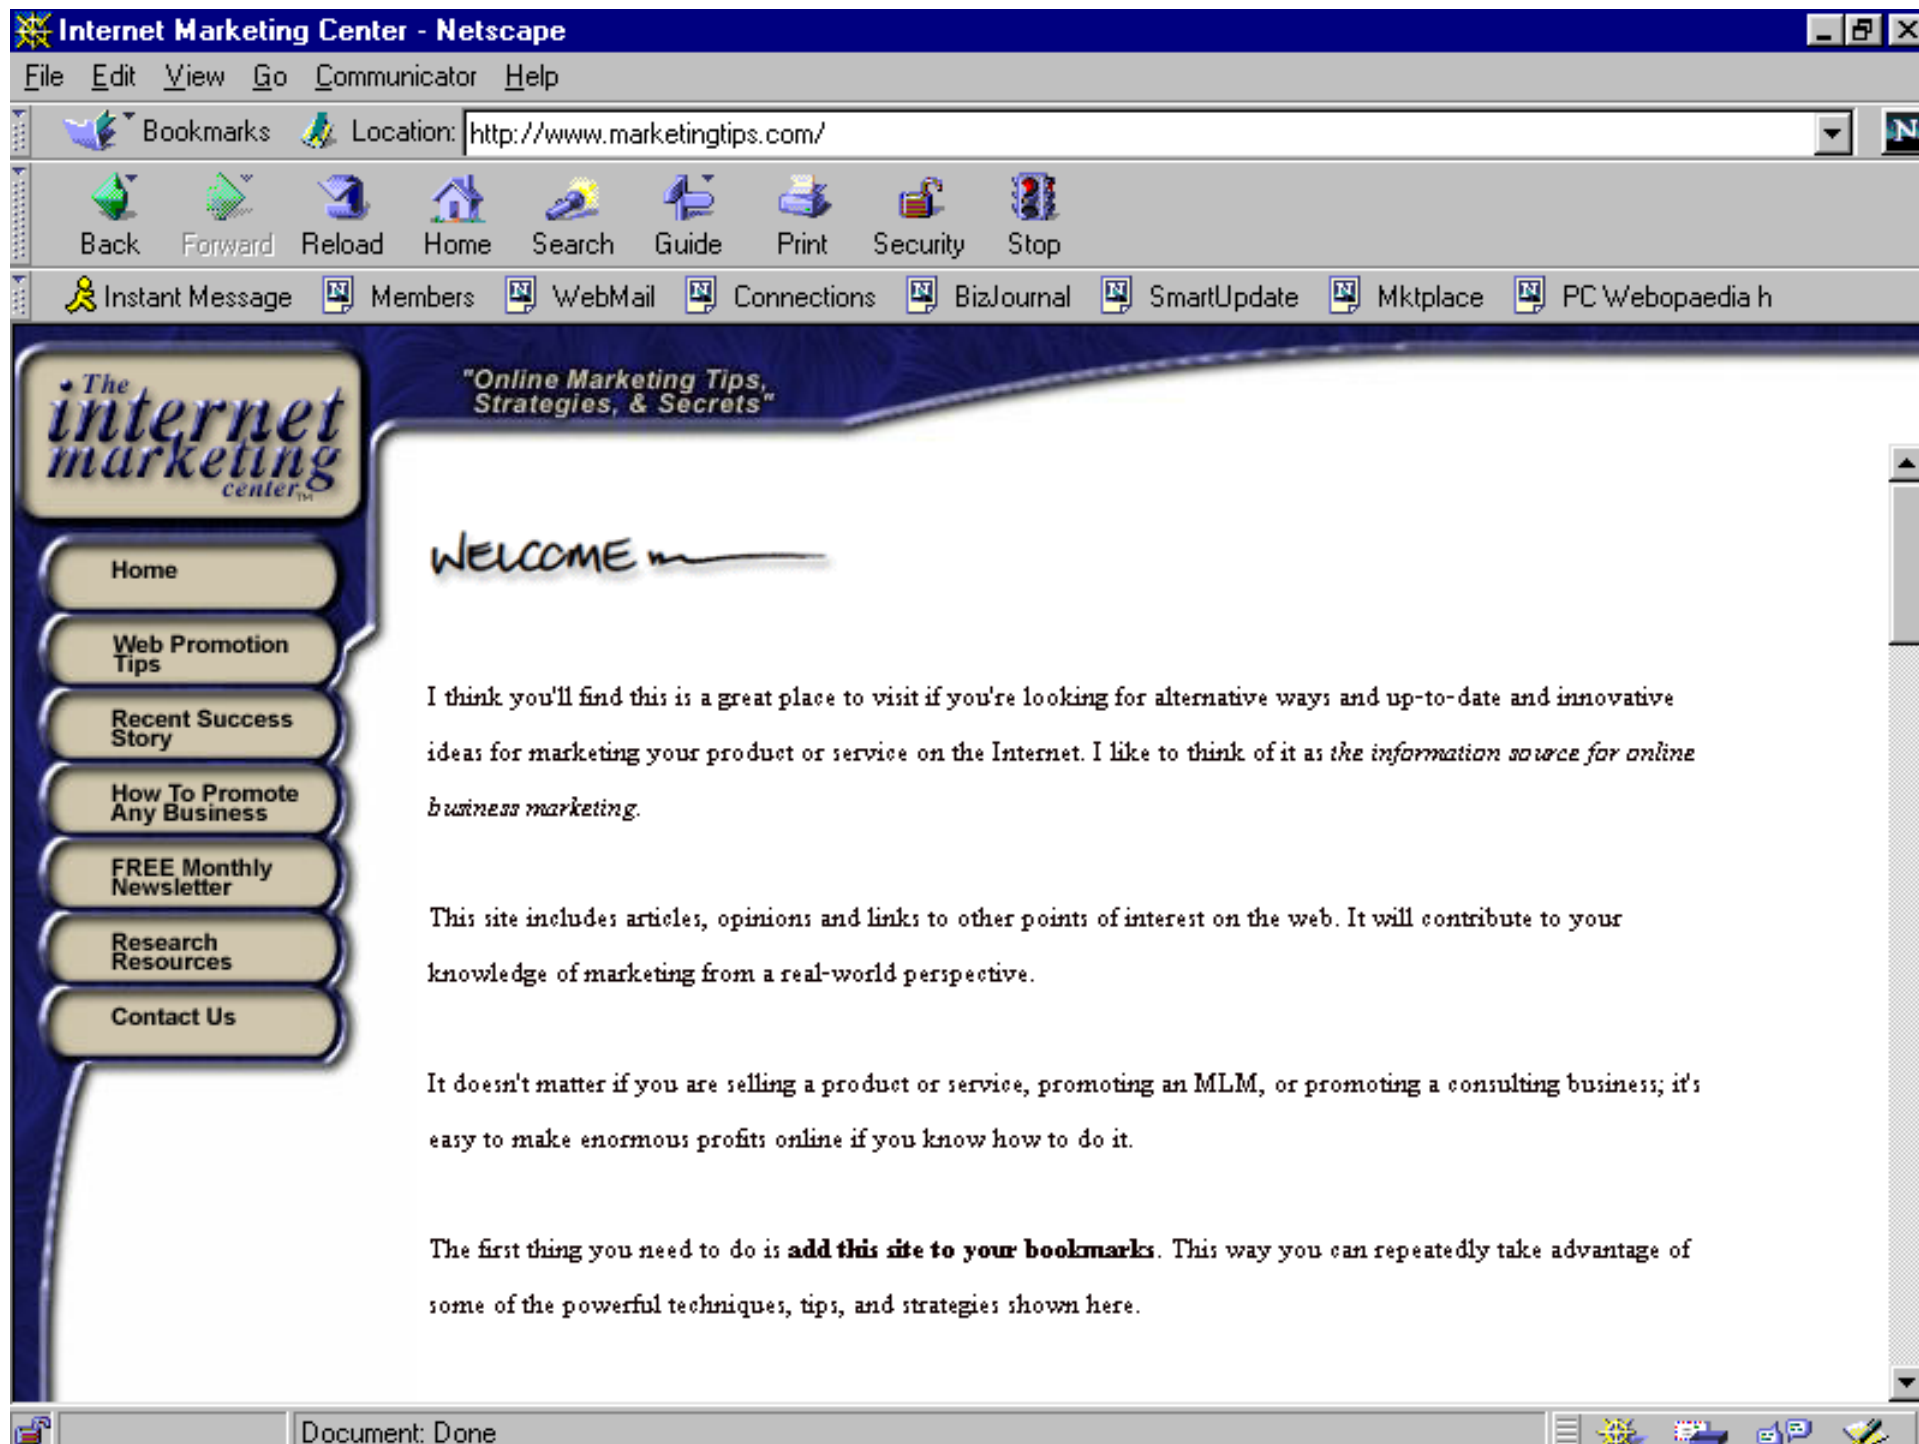 Internet Marketing Center - Netscape
File Edit View Go Communicator Help
Bookmarks Location: http://www.marketingtips.com/
N
Back Forward Reload Home Search Guide Print Security Stop
Instant Message Members WebMail Connections BizJournal SmartUpdate Mktplace PC Webopaedia h
The
internet
marketing
center™
"Online Marketing Tips,
Strategies, & Secrets"
Home
Web Promotion
Tips
Recent Success
Story
How To Promote
Any Business
FREE Monthly
Newsletter
Research
Resources
Contact Us
WELCOME
I think you'll find this is a great place to visit if you're looking for alternative ways and up-to-date and innovative
ideas for marketing your product or service on the Internet. I like to think of it as the information source for online
business marketing.
This site includes articles, opinions and links to other points of interest on the web. It will contribute to your
knowledge of marketing from a real-world perspective.
It doesn't matter if you are selling a product or service, promoting an MLM, or promoting a consulting business; it's
easy to make enormous profits online if you know how to do it.
The first thing you need to do is add this site to your bookmarks. This way you can repeatedly take advantage of
some of the powerful techniques, tips, and strategies shown here.
Document: Done